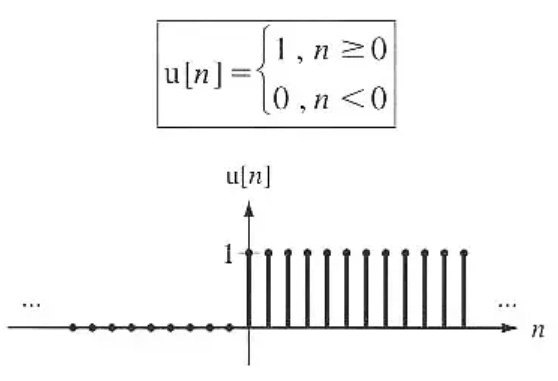 u[n] = { 1 , n ≥ 0
0 , n < 0
u[n]
1
... ...
n